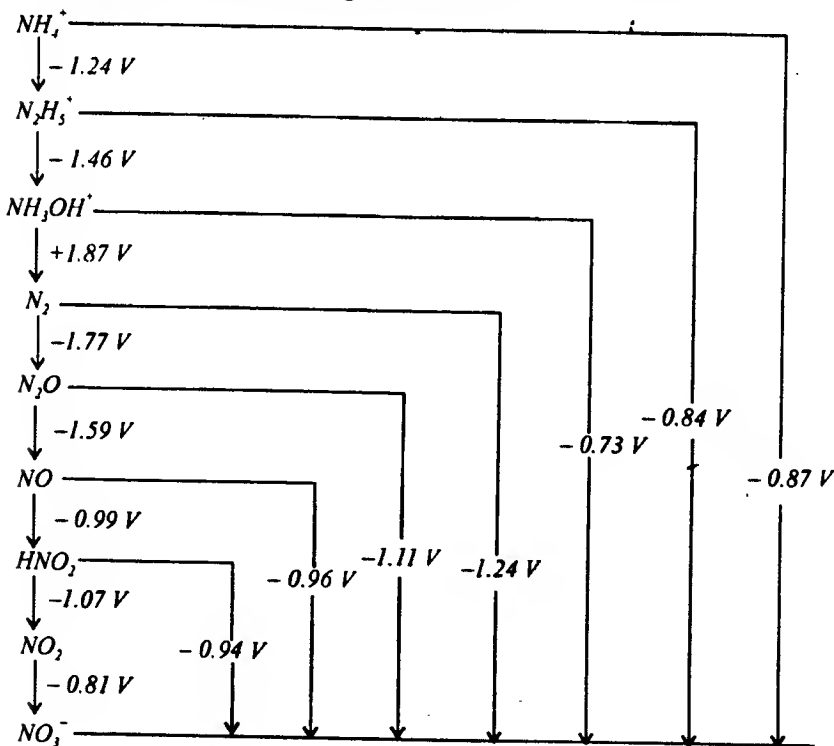 NH₄⁺
– 1.24 V
N₂H₅⁺
– 1.46 V
NH₃OH⁺
+1.87 V
N₂
–1.77 V
N₂O
–1.59 V
NO
– 0.99 V
HNO₂
–1.07 V
NO₂
– 0.81 V
NO₃⁻
– 0.94 V
– 0.96 V
–1.11 V
–1.24 V
– 0.73 V
– 0.84 V
– 0.87 V